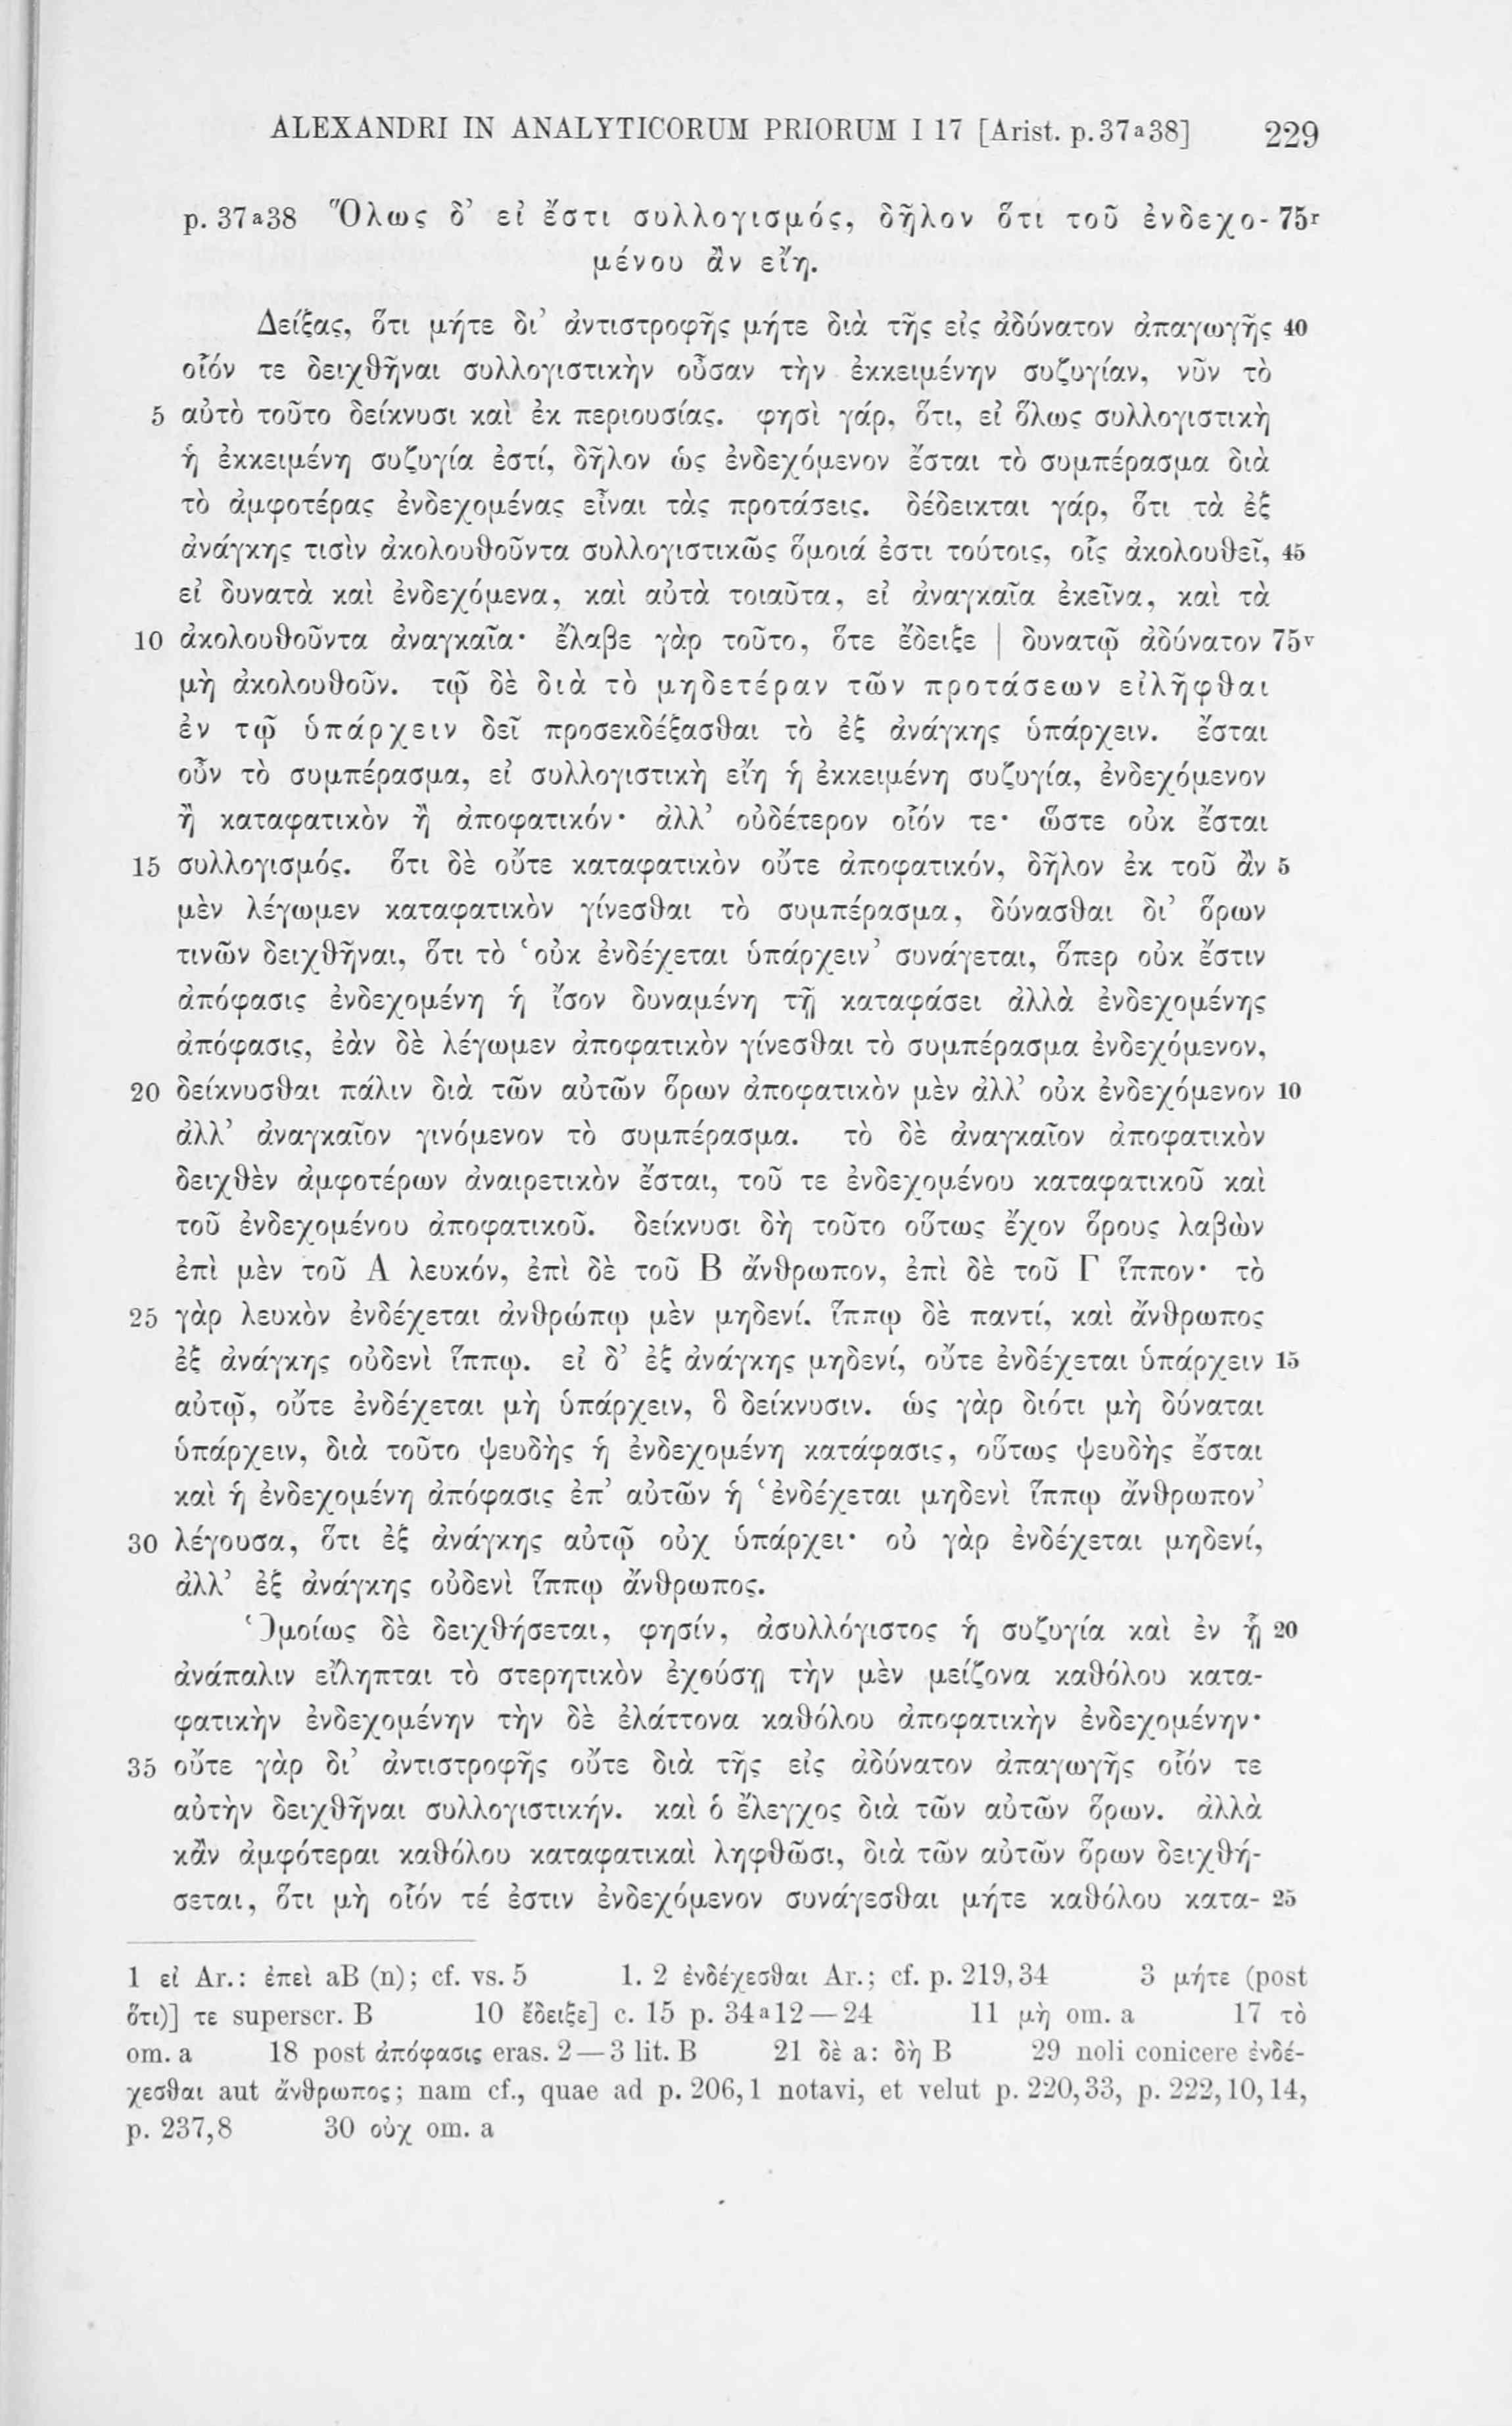 ALEXANDRI IN ANALYTICORUM PRIORUM I 17 [Arist. p. 37a38] 229
p. 37a38 Ὅλως δ’ εἰ ἔστι συλλογισμός, δῆλον ὅτι τοῦ ἐνδεχο- 75r
μένου ἂν εἴη.
Δείξας, ὅτι μήτε δι’ ἀντιστροφῆς μήτε διὰ τῆς εἰς ἀδύνατον ἀπαγωγῆς 40
οἷόν τε δειχθῆναι συλλογιστικὴν οὖσαν τὴν ἐκκειμένην συζυγίαν, νῦν τὸ
5 αὐτὸ τοῦτο δείκνυσι καὶ ἐκ περιουσίας. φησὶ γάρ, ὅτι, εἰ ὅλως συλλογιστικὴ
ἡ ἐκκειμένη συζυγία ἐστί, δῆλον ὡς ἐνδεχόμενον ἔσται τὸ συμπέρασμα διὰ
τὸ ἀμφοτέρας ἐνδεχομένας εἶναι τὰς προτάσεις. δέδεικται γάρ, ὅτι τὰ ἐξ
ἀνάγκης τισὶν ἀκολουθοῦντα συλλογιστικῶς ὅμοιά ἐστι τούτοις, οἷς ἀκολουθεῖ, 45
εἰ δυνατὰ καὶ ἐνδεχόμενα, καὶ αὐτὰ τοιαῦτα, εἰ ἀναγκαῖα ἐκεῖνα, καὶ τὰ
10 ἀκολουθοῦντα ἀναγκαῖα· ἔλαβε γὰρ τοῦτο, ὅτε ἔδειξε | δυνατῷ ἀδύνατον 75v
μὴ ἀκολουθοῦν. τῷ δὲ διὰ τὸ μηδετέραν τῶν προτάσεων εἰλῆφθαι
ἐν τῷ ὑπάρχειν δεῖ προσεκδέξασθαι τὸ ἐξ ἀνάγκης ὑπάρχειν. ἔσται
οὖν τὸ συμπέρασμα, εἰ συλλογιστικὴ εἴη ἡ ἐκκειμένη συζυγία, ἐνδεχόμενον
ἢ καταφατικὸν ἢ ἀποφατικόν· ἀλλ’ οὐδέτερον οἷόν τε· ὥστε οὐκ ἔσται
15 συλλογισμός. ὅτι δὲ οὔτε καταφατικὸν οὔτε ἀποφατικόν, δῆλον ἐκ τοῦ ἂν 5
μὲν λέγωμεν καταφατικὸν γίνεσθαι τὸ συμπέρασμα, δύνασθαι δι’ ὅρων
τινῶν δειχθῆναι, ὅτι τὸ ‘οὐκ ἐνδέχεται ὑπάρχειν’ συνάγεται, ὅπερ οὐκ ἔστιν
ἀπόφασις ἐνδεχομένη ἡ ἴσον δυναμένη τῇ καταφάσει ἀλλὰ ἐνδεχομένης
ἀπόφασις, ἐὰν δὲ λέγωμεν ἀποφατικὸν γίνεσθαι τὸ συμπέρασμα ἐνδεχόμενον,
20 δείκνυσθαι πάλιν διὰ τῶν αὐτῶν ὅρων ἀποφατικὸν μὲν ἀλλ’ οὐκ ἐνδεχόμενον 10
ἀλλ’ ἀναγκαῖον γινόμενον τὸ συμπέρασμα. τὸ δὲ ἀναγκαῖον ἀποφατικὸν
δειχθὲν ἀμφοτέρων ἀναιρετικὸν ἔσται, τοῦ τε ἐνδεχομένου καταφατικοῦ καὶ
τοῦ ἐνδεχομένου ἀποφατικοῦ. δείκνυσι δὴ τοῦτο οὕτως ἔχον ὅρους λαβὼν
ἐπὶ μὲν τοῦ Α λευκόν, ἐπὶ δὲ τοῦ Β ἄνθρωπον, ἐπὶ δὲ τοῦ Γ ἵππον· τὸ
25 γὰρ λευκὸν ἐνδέχεται ἀνθρώπῳ μὲν μηδενί, ἵππῳ δὲ παντί, καὶ ἄνθρωπος
ἐξ ἀνάγκης οὐδενὶ ἵππῳ. εἰ δ’ ἐξ ἀνάγκης μηδενί, οὔτε ἐνδέχεται ὑπάρχειν 15
αὐτῷ, οὔτε ἐνδέχεται μὴ ὑπάρχειν, ὃ δείκνυσιν. ὡς γὰρ διότι μὴ δύναται
ὑπάρχειν, διὰ τοῦτο ψευδὴς ἡ ἐνδεχομένη κατάφασις, οὕτως ψευδὴς ἔσται
καὶ ἡ ἐνδεχομένη ἀπόφασις ἐπ’ αὐτῶν ἡ ‘ἐνδέχεται μηδενὶ ἵππῳ ἄνθρωπον’
30 λέγουσα, ὅτι ἐξ ἀνάγκης αὐτῷ οὐχ ὑπάρχει· οὐ γὰρ ἐνδέχεται μηδενί,
ἀλλ’ ἐξ ἀνάγκης οὐδενὶ ἵππῳ ἄνθρωπος.
Ὁμοίως δὲ δειχθήσεται, φησίν, ἀσυλλόγιστος ἡ συζυγία καὶ ἐν ᾗ 20
ἀνάπαλιν εἴληπται τὸ στερητικὸν ἐχούσῃ τὴν μὲν μείζονα καθόλου κατα-
φατικὴν ἐνδεχομένην τὴν δὲ ἐλάττονα καθόλου ἀποφατικὴν ἐνδεχομένην·
35 οὔτε γὰρ δι’ ἀντιστροφῆς οὔτε διὰ τῆς εἰς ἀδύνατον ἀπαγωγῆς οἷόν τε
αὐτὴν δειχθῆναι συλλογιστικήν. καὶ ὁ ἔλεγχος διὰ τῶν αὐτῶν ὅρων. ἀλλὰ
κἂν ἀμφότεραι καθόλου καταφατικαὶ ληφθῶσι, διὰ τῶν αὐτῶν ὅρων δειχθή-
σεται, ὅτι μὴ οἷόν τέ ἐστιν ἐνδεχόμενον συνάγεσθαι μήτε καθόλου κατα- 25
1 εἰ Ar.: ἐπεὶ aB (n); cf. vs. 5 1. 2 ἐνδέχεσθαι Ar.; cf. p. 219,34 3 μήτε (post
ὅτι)] τε superscr. B 10 ἔδειξε] c. 15 p. 34a12—24 11 μὴ om. a 17 τὸ
om. a 18 post ἀπόφασις eras. 2—3 lit. B 21 δὲ a: δὴ B 29 noli conicere ἐνδέ-
χεσθαι aut ἄνθρωπος; nam cf., quae ad p. 206,1 notavi, et velut p. 220,33, p. 222,10,14,
p. 237,8 30 οὐχ om. a